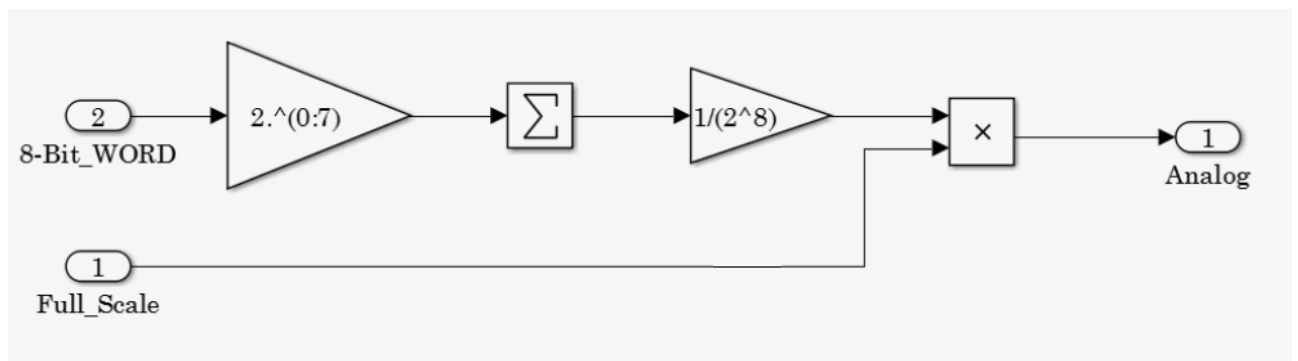 2
8-Bit_WORD
2.^(0:7)
∑
1/(2^8)
×
1
Analog
1
Full_Scale